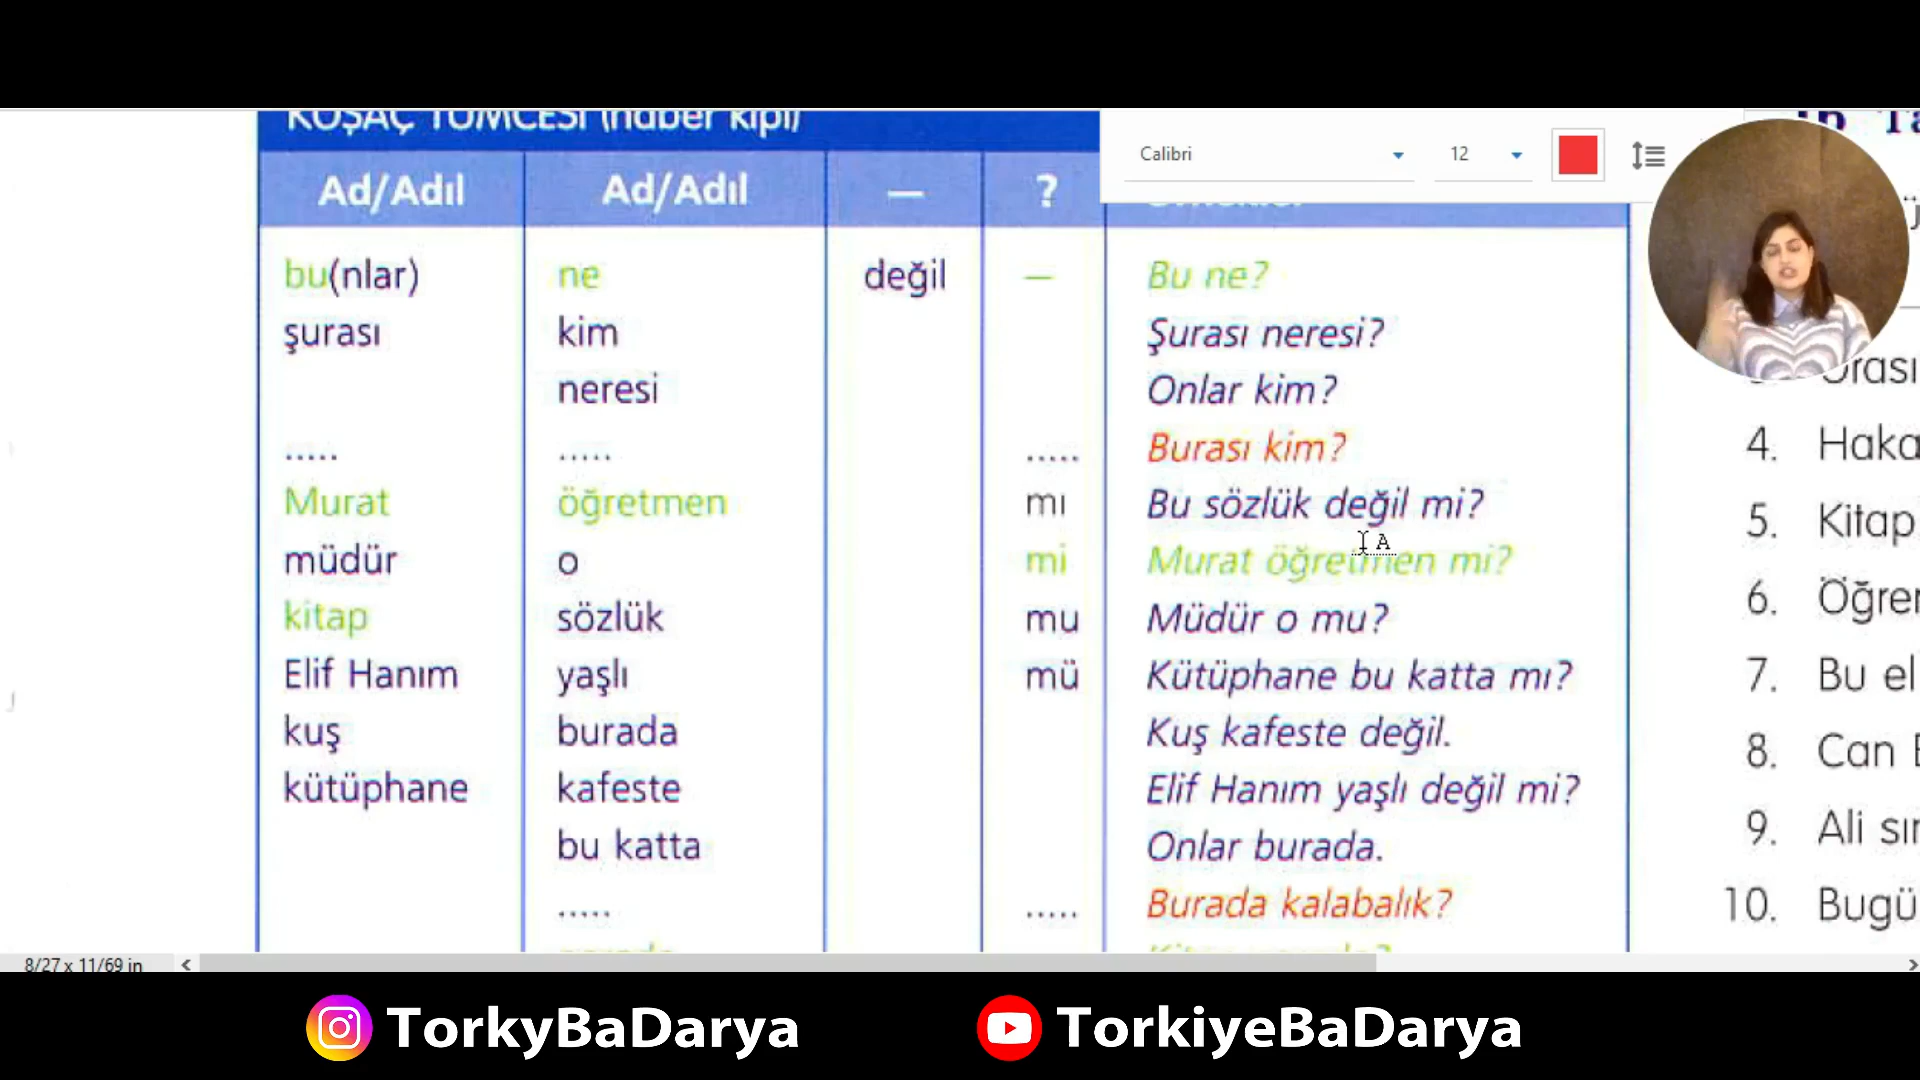 KOŞAÇ TÜMCESİ (haber kipi)
Calibri 12
Ad/Adıl Ad/Adıl — ?
bu(nlar) ne değil — Bu ne?
şurası kim Şurası neresi?
neresi Onlar kim?
..... ..... ..... Burası kim?
Murat öğretmen mı Bu sözlük değil mi?
müdür o mi Murat öğretmen mi?
kitap sözlük mu Müdür o mu?
Elif Hanım yaşlı mü Kütüphane bu katta mı?
kuş burada Kuş kafeste değil.
kütüphane kafeste Elif Hanım yaşlı değil mi?
bu katta Onlar burada.
..... ..... Burada kalabalık?
4. Haka
5. Kitap
6. Öğrer
7. Bu el
8. Can
9. Ali sır
10. Bugü
8/27 x 11/69 in
TorkyBaDarya
TorkiyeBaDarya